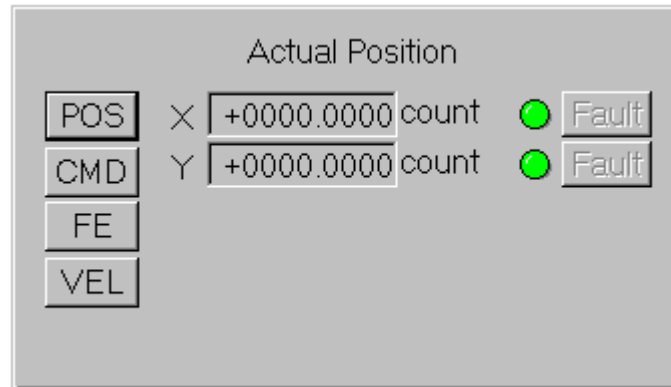 Actual Position
POS X +0000.0000 count Fault
CMD Y +0000.0000 count Fault
FE
VEL